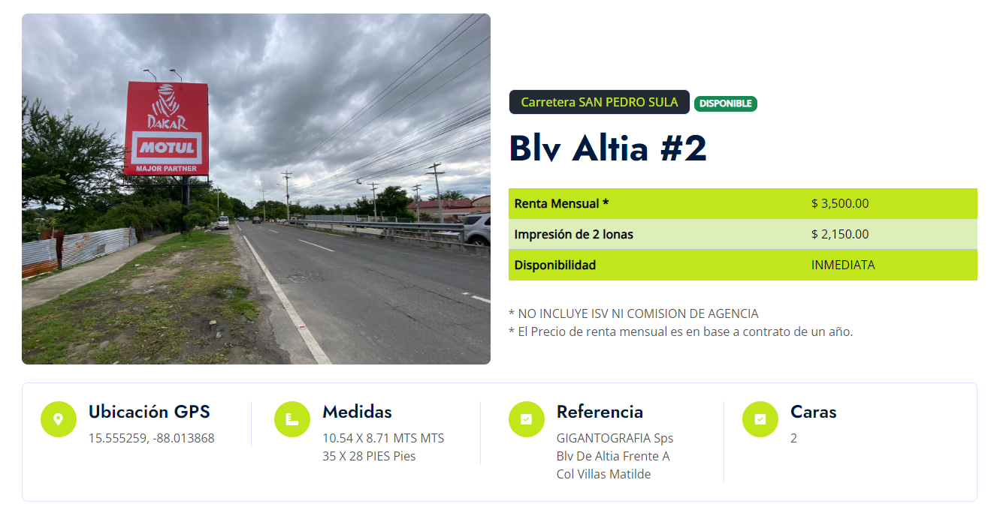 DAKAR
MOTUL
MAJOR PARTNER
Carretera SAN PEDRO SULA
DISPONIBLE
Blv Altia #2
Renta Mensual * $ 3,500.00
Impresión de 2 lonas $ 2,150.00
Disponibilidad INMEDIATA
* NO INCLUYE ISV NI COMISION DE AGENCIA
* El Precio de renta mensual es en base a contrato de un año.
Ubicación GPS
15.555259, -88.013868
Medidas
10.54 X 8.71 MTS MTS
35 X 28 PIES Pies
Referencia
GIGANTOGRAFIA Sps
Blv De Altia Frente A
Col Villas Matilde
Caras
2